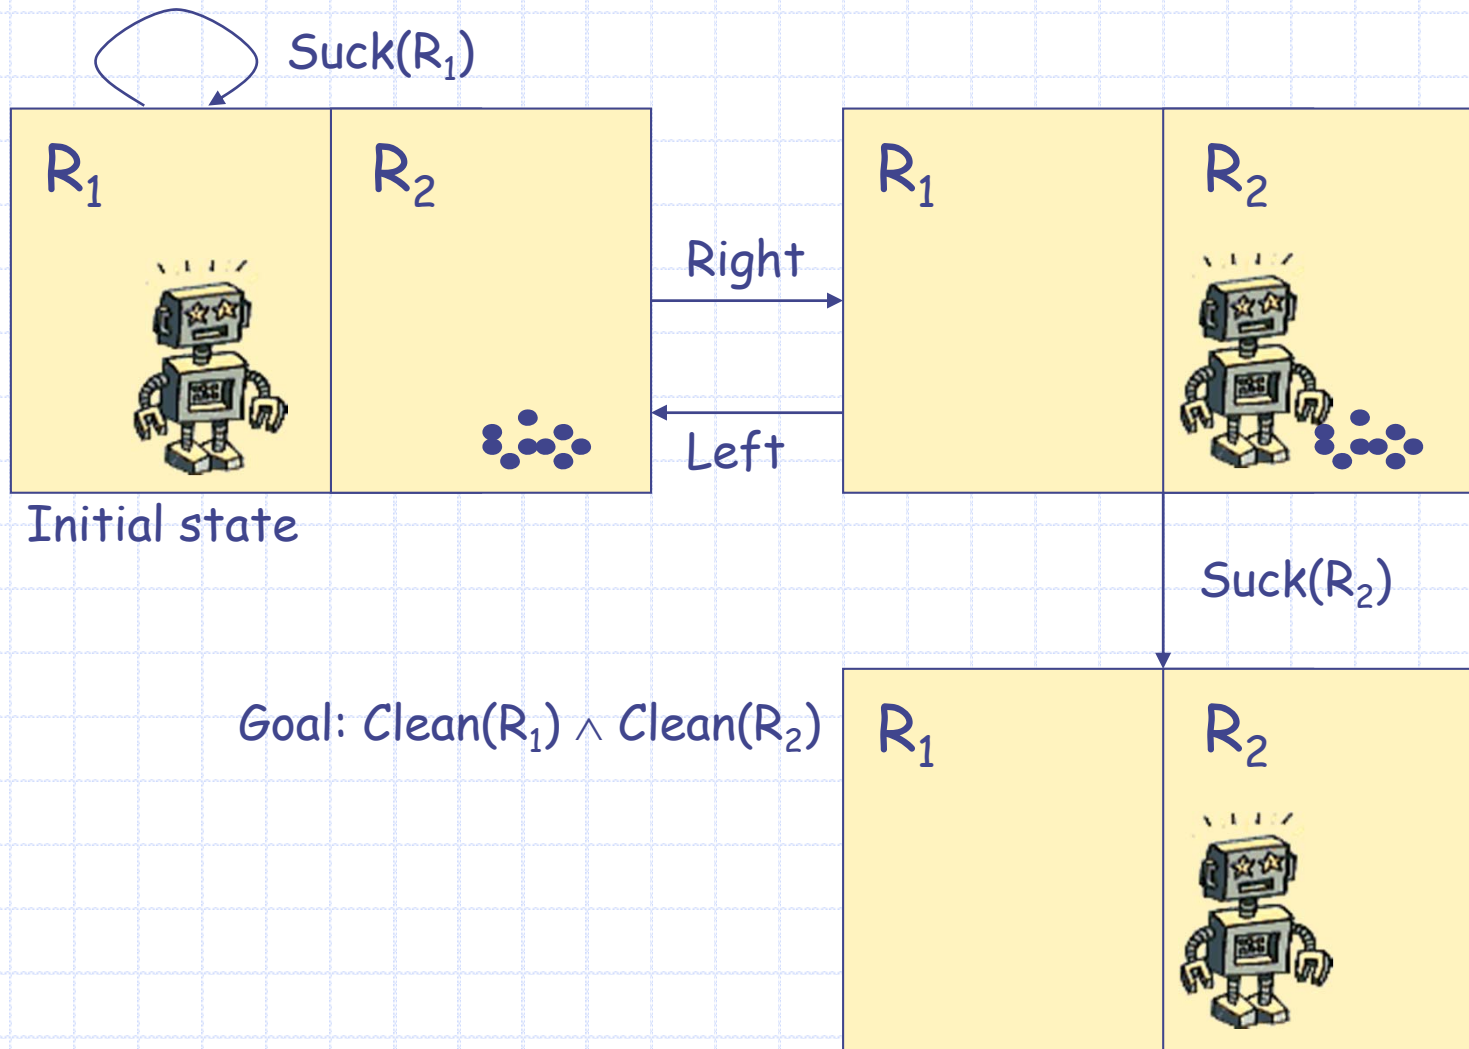 Suck(R₁)
R₁ R₂
R₁ R₂
Right
Left
Initial state
Suck(R₂)
Goal: Clean(R₁) ∧ Clean(R₂)
R₁ R₂